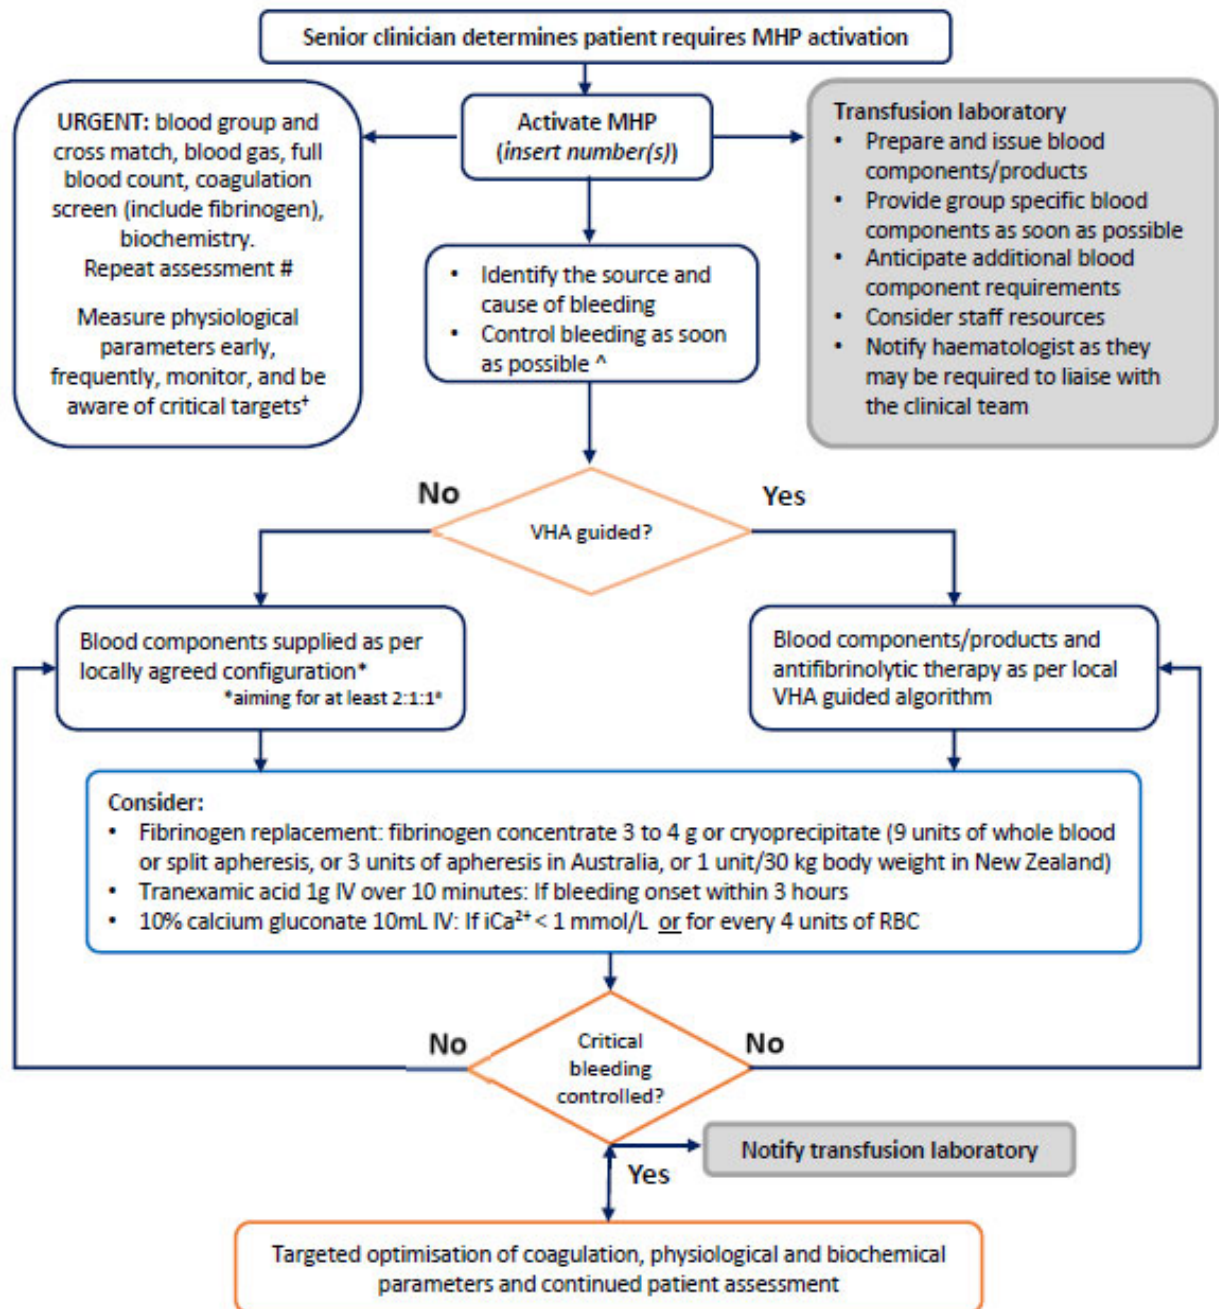 Senior clinician determines patient requires MHP activation
URGENT: blood group and
cross match, blood gas, full
blood count, coagulation
screen (include fibrinogen),
biochemistry.
Repeat assessment #
Measure physiological
parameters early,
frequently, monitor, and be
aware of critical targets⁺
Activate MHP
(insert number(s))
Transfusion laboratory
• Prepare and issue blood
components/products
• Provide group specific blood
components as soon as possible
• Anticipate additional blood
component requirements
• Consider staff resources
• Notify haematologist as they
may be required to liaise with
the clinical team
• Identify the source and
cause of bleeding
• Control bleeding as soon
as possible ^
No
Yes
VHA guided?
Blood components supplied as per
locally agreed configuration*
*aiming for at least 2:1:1ª
Blood components/products and
antifibrinolytic therapy as per local
VHA guided algorithm
Consider:
• Fibrinogen replacement: fibrinogen concentrate 3 to 4 g or cryoprecipitate (9 units of whole blood
or split apheresis, or 3 units of apheresis in Australia, or 1 unit/30 kg body weight in New Zealand)
• Tranexamic acid 1g IV over 10 minutes: If bleeding onset within 3 hours
• 10% calcium gluconate 10mL IV: If iCa²⁺ < 1 mmol/L or for every 4 units of RBC
No
Critical
bleeding
controlled?
No
Notify transfusion laboratory
Yes
Targeted optimisation of coagulation, physiological and biochemical
parameters and continued patient assessment